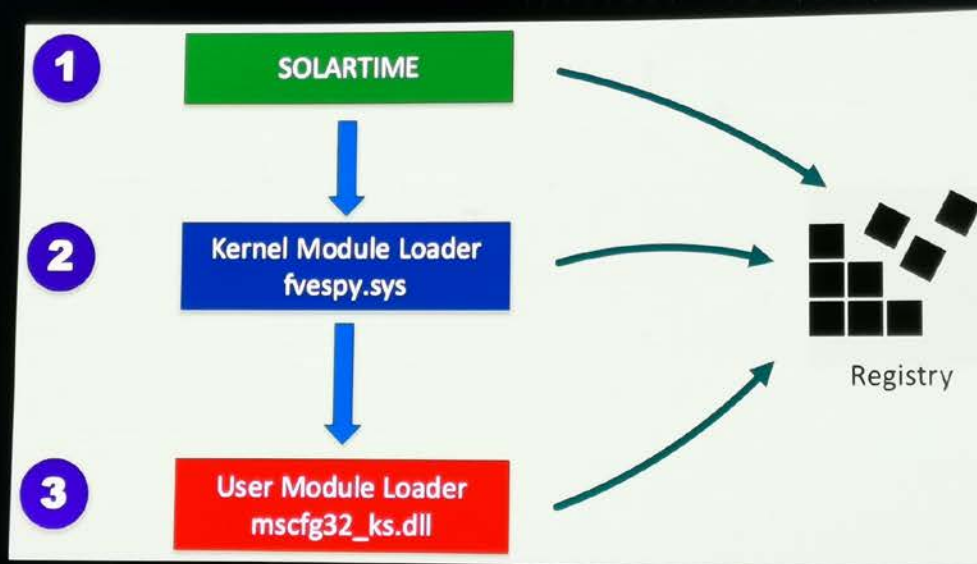 1
SOLARTIME
2
Kernel Module Loader
fvespy.sys
Registry
3
User Module Loader
mscfg32_ks.dll